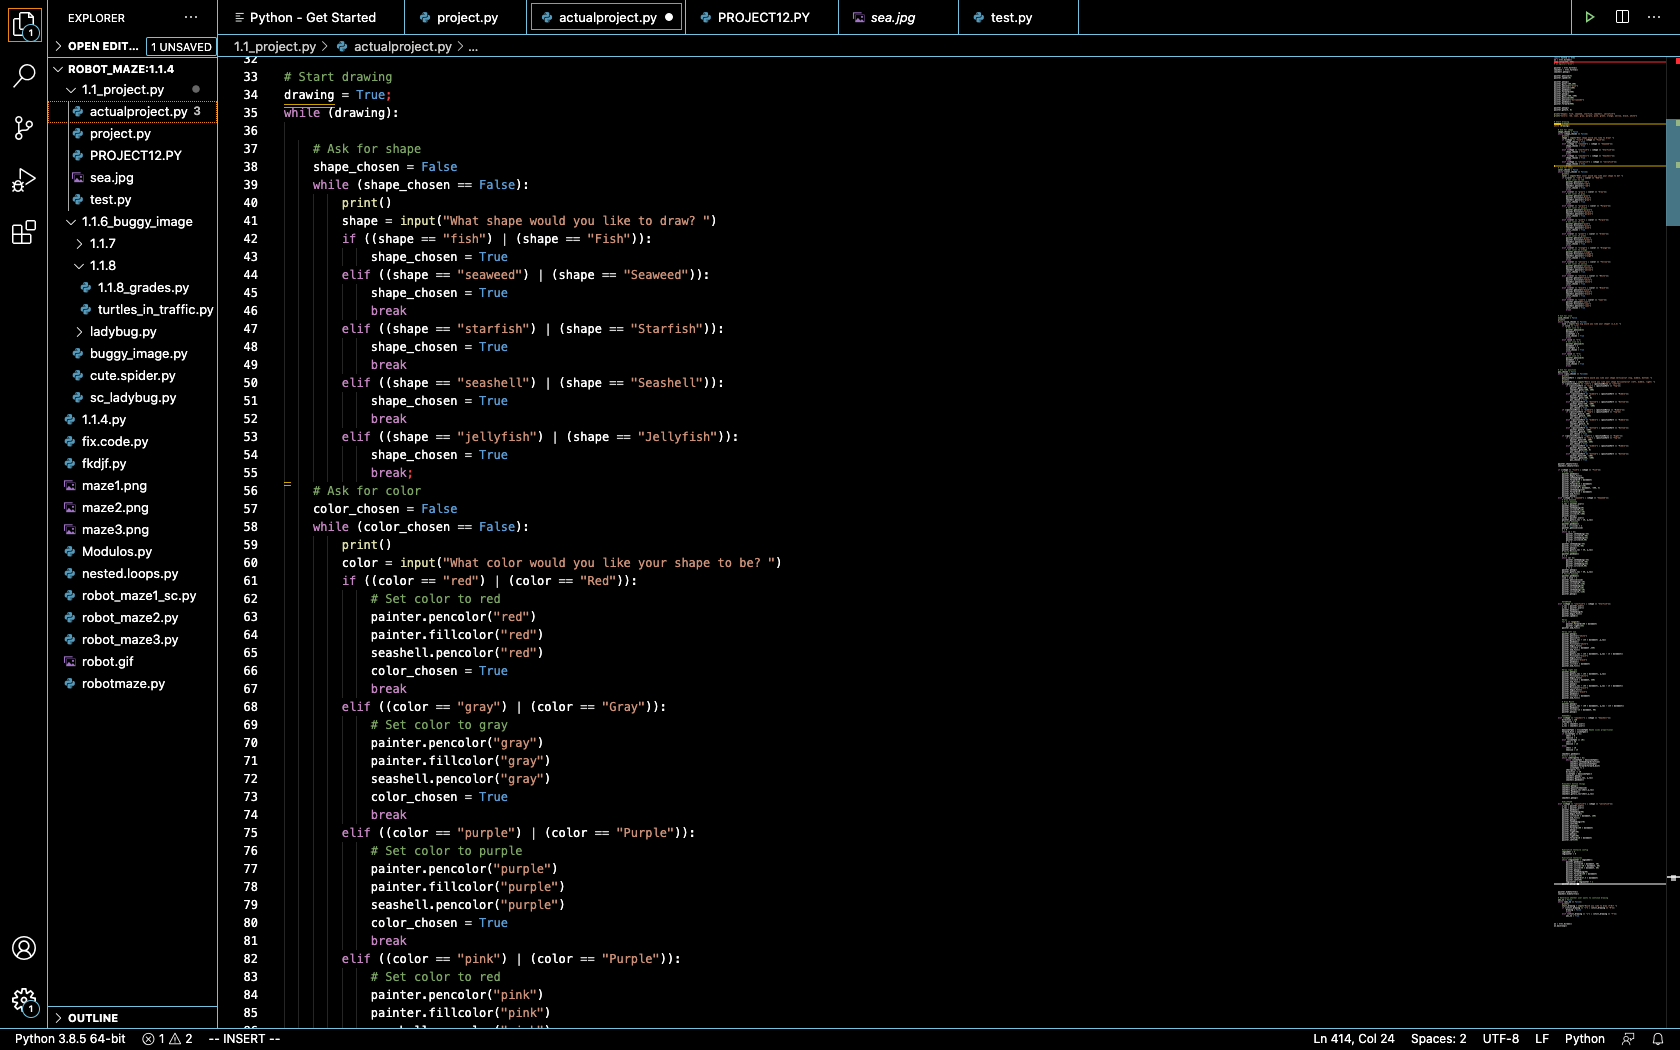 EXPLORER ...
Python - Get Started
project.py
actualproject.py
PROJECT12.PY
sea.jpg
test.py
OPEN EDIT... 1 UNSAVED
1.1_project.py > actualproject.py > ...
ROBOT_MAZE:1.1.4
1.1_project.py
actualproject.py 3
project.py
PROJECT12.PY
sea.jpg
test.py
1.1.6_buggy_image
1.1.7
1.1.8
1.1.8_grades.py
turtles_in_traffic.py
ladybug.py
buggy_image.py
cute.spider.py
sc_ladybug.py
1.1.4.py
fix.code.py
fkdjf.py
maze1.png
maze2.png
maze3.png
Modulos.py
nested.loops.py
robot_maze1_sc.py
robot_maze2.py
robot_maze3.py
robot.gif
robotmaze.py
OUTLINE
32
33 # Start drawing
34 drawing = True;
35 while (drawing):
36
37 # Ask for shape
38 shape_chosen = False
39 while (shape_chosen == False):
40 print()
41 shape = input("What shape would you like to draw? ")
42 if ((shape == "fish") | (shape == "Fish")):
43 shape_chosen = True
44 elif ((shape == "seaweed") | (shape == "Seaweed")):
45 shape_chosen = True
46 break
47 elif ((shape == "starfish") | (shape == "Starfish")):
48 shape_chosen = True
49 break
50 elif ((shape == "seashell") | (shape == "Seashell")):
51 shape_chosen = True
52 break
53 elif ((shape == "jellyfish") | (shape == "Jellyfish")):
54 shape_chosen = True
55 break;
56 # Ask for color
57 color_chosen = False
58 while (color_chosen == False):
59 print()
60 color = input("What color would you like your shape to be? ")
61 if ((color == "red") | (color == "Red")):
62 # Set color to red
63 painter.pencolor("red")
64 painter.fillcolor("red")
65 seashell.pencolor("red")
66 color_chosen = True
67 break
68 elif ((color == "gray") | (color == "Gray")):
69 # Set color to gray
70 painter.pencolor("gray")
71 painter.fillcolor("gray")
72 seashell.pencolor("gray")
73 color_chosen = True
74 break
75 elif ((color == "purple") | (color == "Purple")):
76 # Set color to purple
77 painter.pencolor("purple")
78 painter.fillcolor("purple")
79 seashell.pencolor("purple")
80 color_chosen = True
81 break
82 elif ((color == "pink") | (color == "Purple")):
83 # Set color to red
84 painter.pencolor("pink")
85 painter.fillcolor("pink")
Python 3.8.5 64-bit 1 2 -- INSERT -- Ln 414, Col 24 Spaces: 2 UTF-8 LF Python